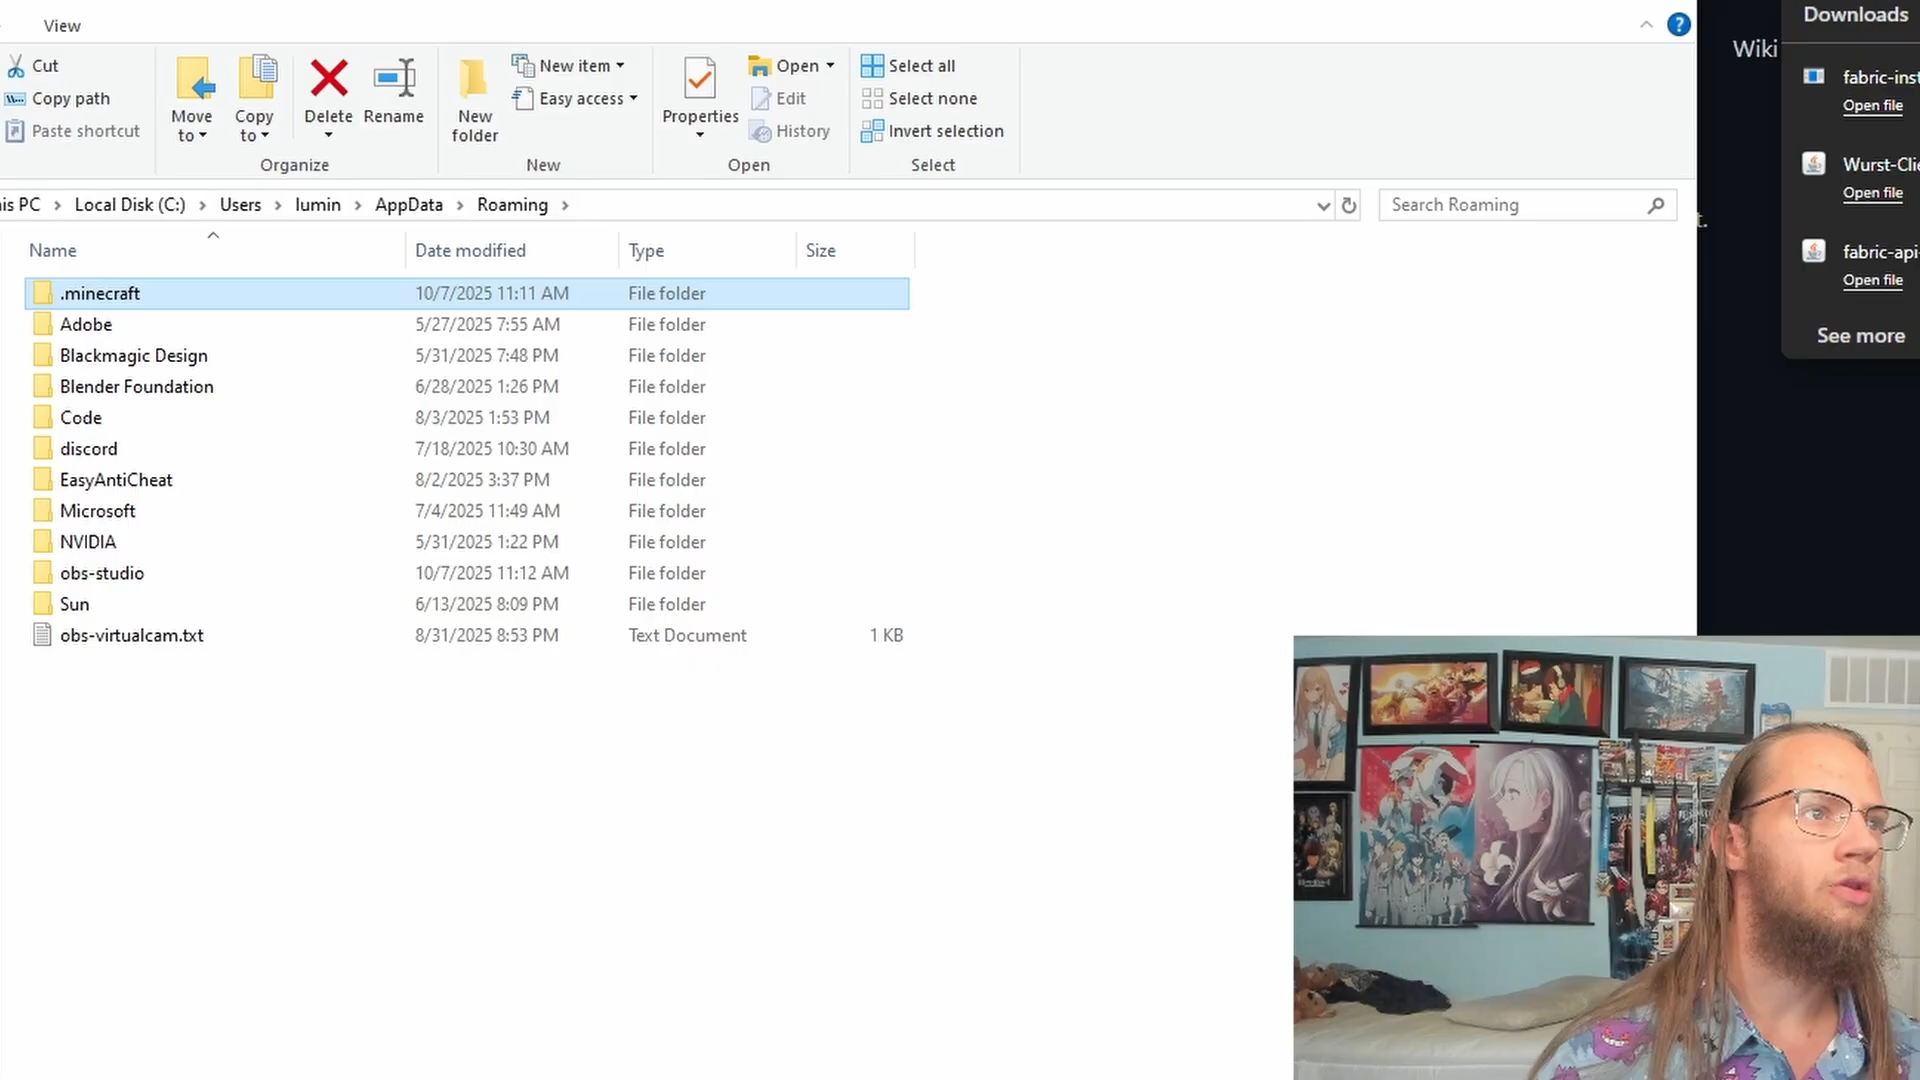 View
Cut
Copy path
Paste shortcut
Move to
Copy to
Delete
Rename
Organize
New folder
New item
Easy access
New
Properties
Open
Edit
History
Open
Select all
Select none
Invert selection
Select
his PC > Local Disk (C:) > Users > lumin > AppData > Roaming >
Search Roaming
Name Date modified Type Size
.minecraft 10/7/2025 11:11 AM File folder
Adobe 5/27/2025 7:55 AM File folder
Blackmagic Design 5/31/2025 7:48 PM File folder
Blender Foundation 6/28/2025 1:26 PM File folder
Code 8/3/2025 1:53 PM File folder
discord 7/18/2025 10:30 AM File folder
EasyAntiCheat 8/2/2025 3:37 PM File folder
Microsoft 7/4/2025 11:49 AM File folder
NVIDIA 5/31/2025 1:22 PM File folder
obs-studio 10/7/2025 11:12 AM File folder
Sun 6/13/2025 8:09 PM File folder
obs-virtualcam.txt 8/31/2025 8:53 PM Text Document 1 KB
Wiki
t.
Downloads
fabric-inst
Open file
Wurst-Clie
Open file
fabric-api-
Open file
See more